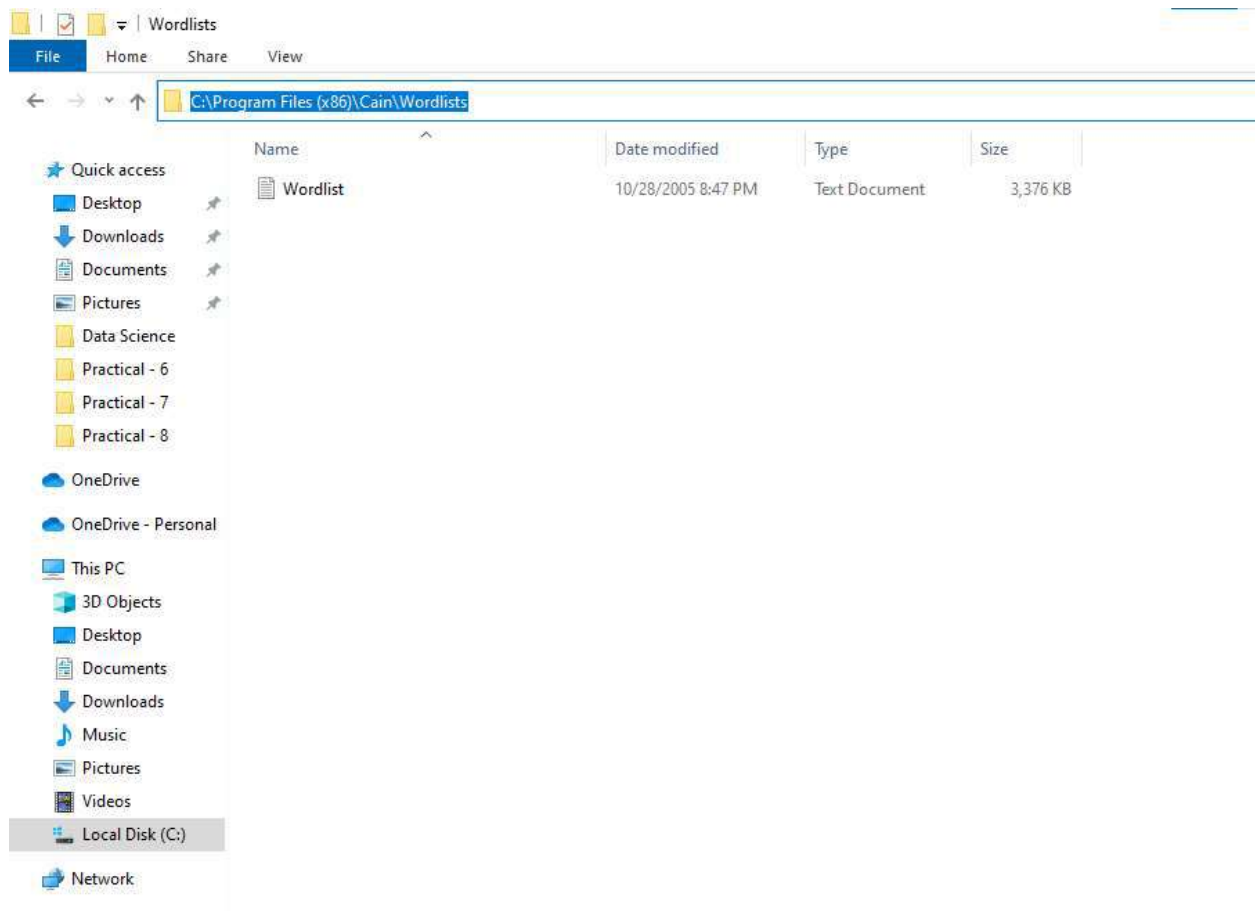 Wordlists
File Home Share View
C:\Program Files (x86)\Cain\Wordlists
Name Date modified Type Size
Wordlist 10/28/2005 8:47 PM Text Document 3,376 KB
Quick access
Desktop
Downloads
Documents
Pictures
Data Science
Practical - 6
Practical - 7
Practical - 8
OneDrive
OneDrive - Personal
This PC
3D Objects
Desktop
Documents
Downloads
Music
Pictures
Videos
Local Disk (C:)
Network